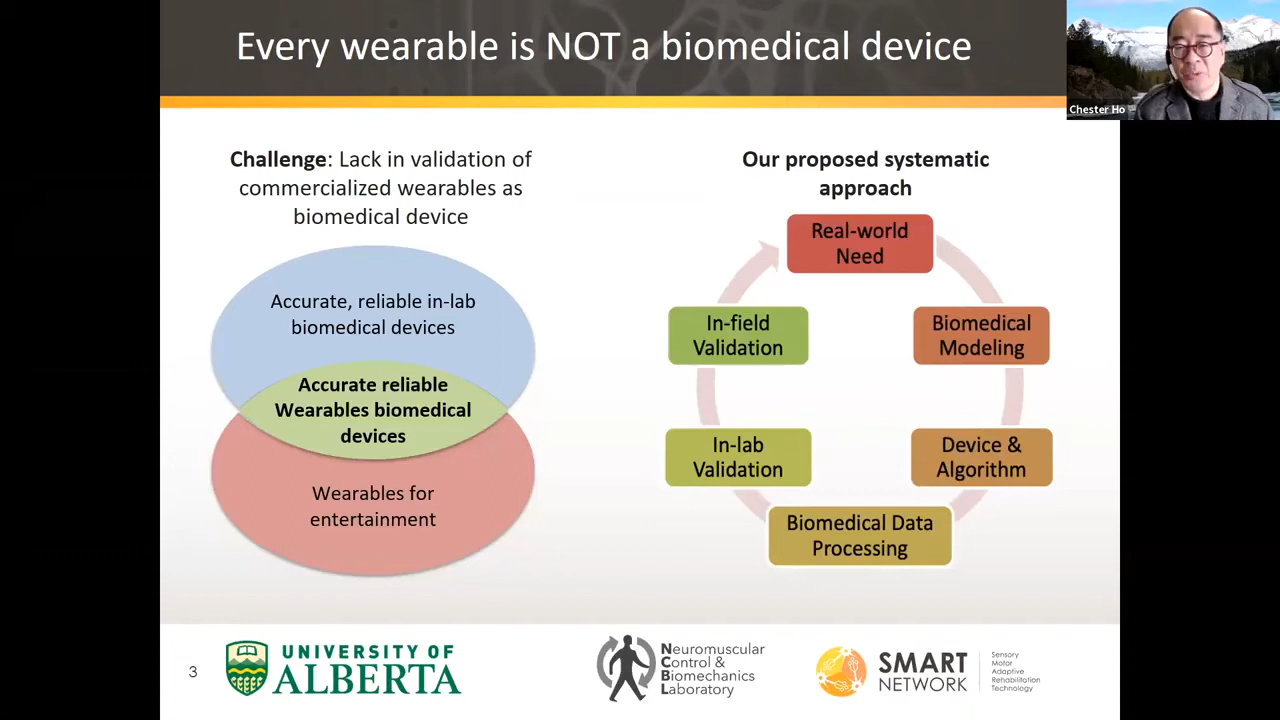 Every wearable is NOT a biomedical device
Chester Ho
Challenge: Lack in validation of
commercialized wearables as
biomedical device
Accurate, reliable in-lab
biomedical devices
Accurate reliable
Wearables biomedical
devices
Wearables for
entertainment
Our proposed systematic
approach
Real-world
Need
Biomedical
Modeling
Device &
Algorithm
Biomedical Data
Processing
In-lab
Validation
In-field
Validation
3
UNIVERSITY OF
ALBERTA
Neuromuscular
Control &
Biomechanics
Laboratory
SMART
NETWORK
Sensory
Motor
Adaptive
Rehabilitation
Technology